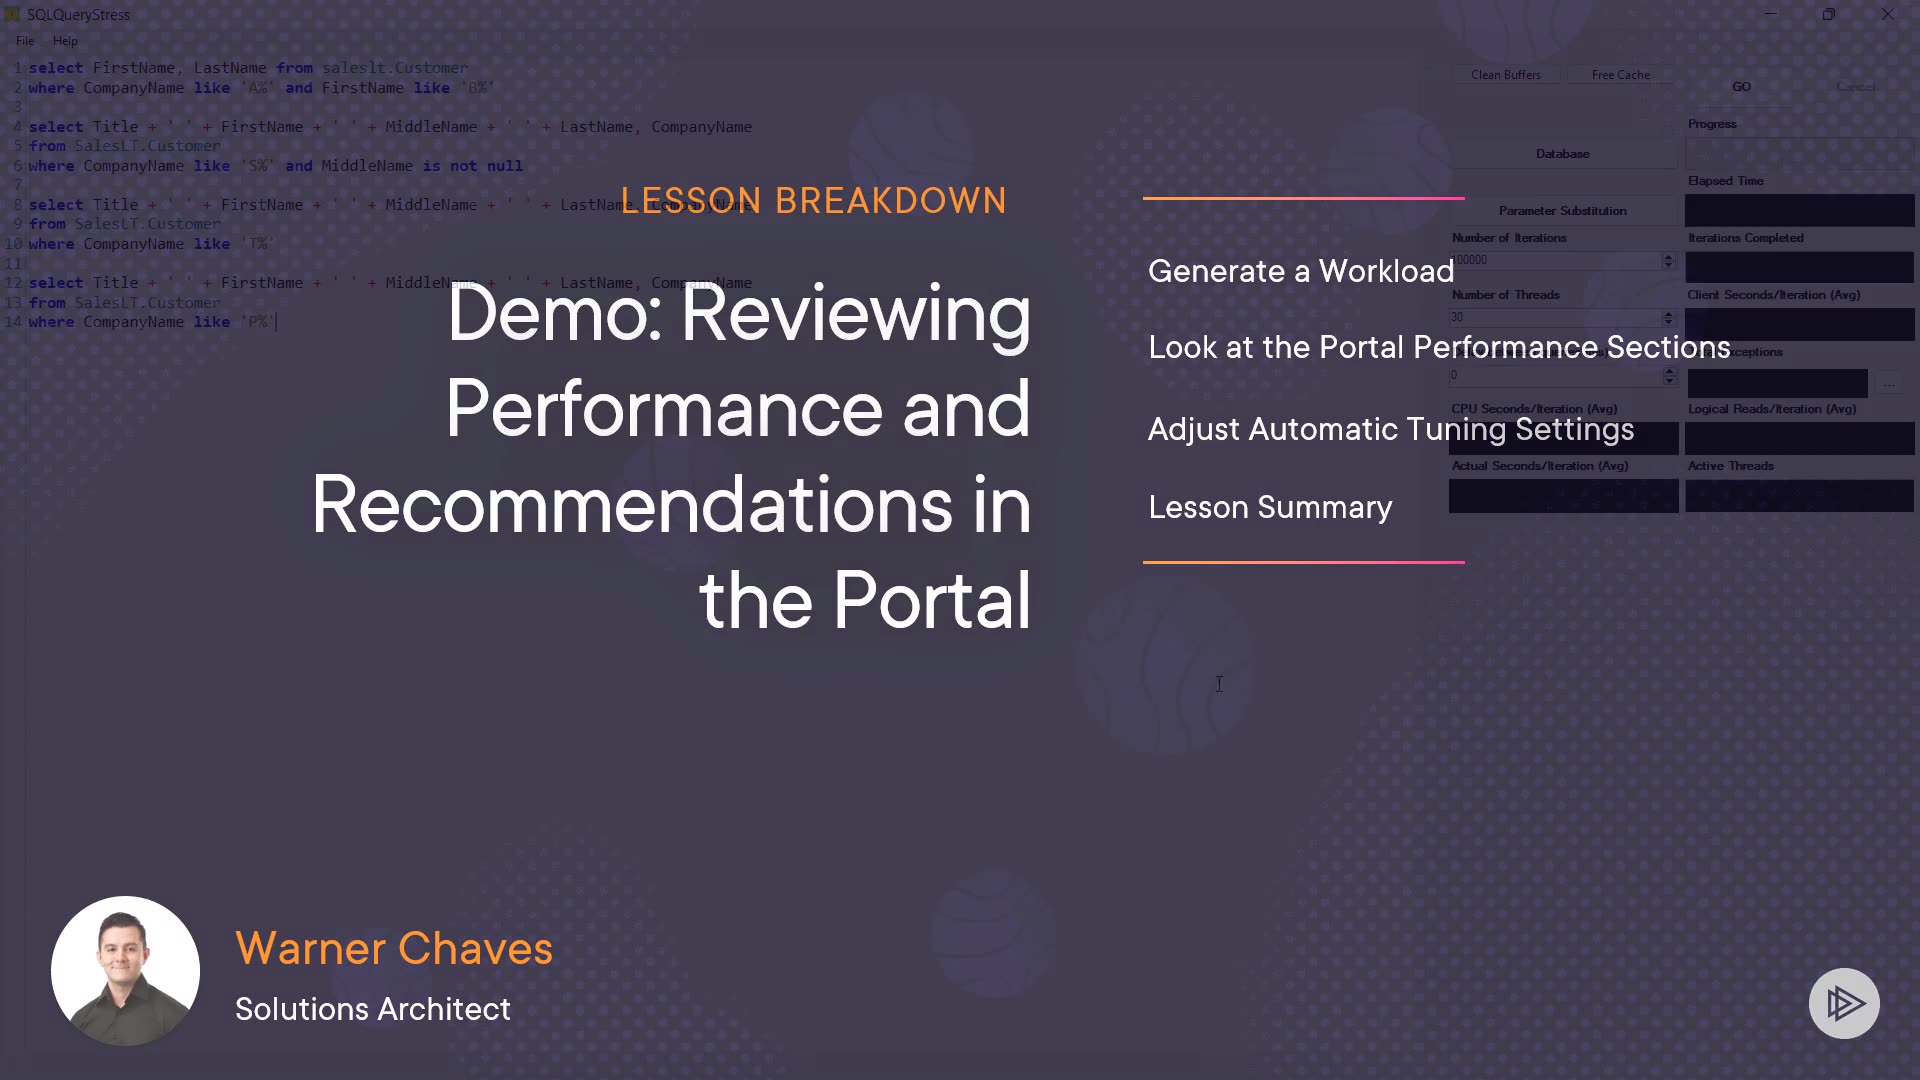 SQLQueryStress
File Help
1 select FirstName, LastName from saleslt.Customer
2 where CompanyName like 'A%' and FirstName like 'B%'
3
4 select Title + ' ' + FirstName + ' ' + MiddleName + ' ' + LastName, CompanyName
5 from SalesLT.Customer
6 where CompanyName like 'S%' and MiddleName is not null
7
8 select Title + ' ' + FirstName + ' ' + MiddleName + ' ' + LastName, CompanyName
9 from SalesLT.Customer
10 where CompanyName like 'T%'
11
12 select Title + ' ' + FirstName + ' ' + MiddleName + ' ' + LastName, CompanyName
13 from SalesLT.Customer
14 where CompanyName like 'P%'
LESSON BREAKDOWN
Demo: Reviewing
Performance and
Recommendations in
the Portal
Generate a Workload
Look at the Portal Performance Sections
Adjust Automatic Tuning Settings
Lesson Summary
Clean Buffers Free Cache
GO Cancel
Progress
Database
Elapsed Time
Parameter Substitution
Number of Iterations Iterations Completed
100000
Number of Threads Client Seconds/Iteration (Avg)
30
Exceptions
0 ...
CPU Seconds/Iteration (Avg) Logical Reads/Iteration (Avg)
Actual Seconds/Iteration (Avg) Active Threads
Warner Chaves
Solutions Architect